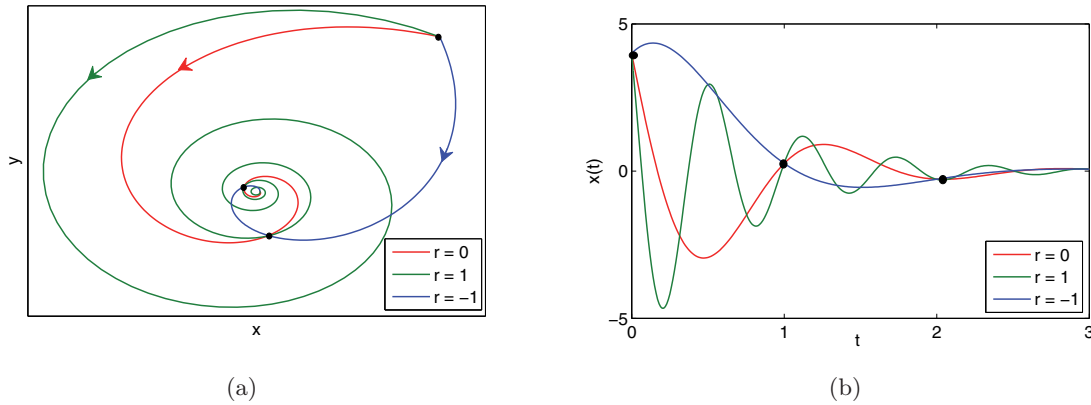 y
x
r = 0
r = 1
r = −1
(a)
5
0
−5
x(t)
0
1
2
3
t
r = 0
r = 1
r = −1
(b)